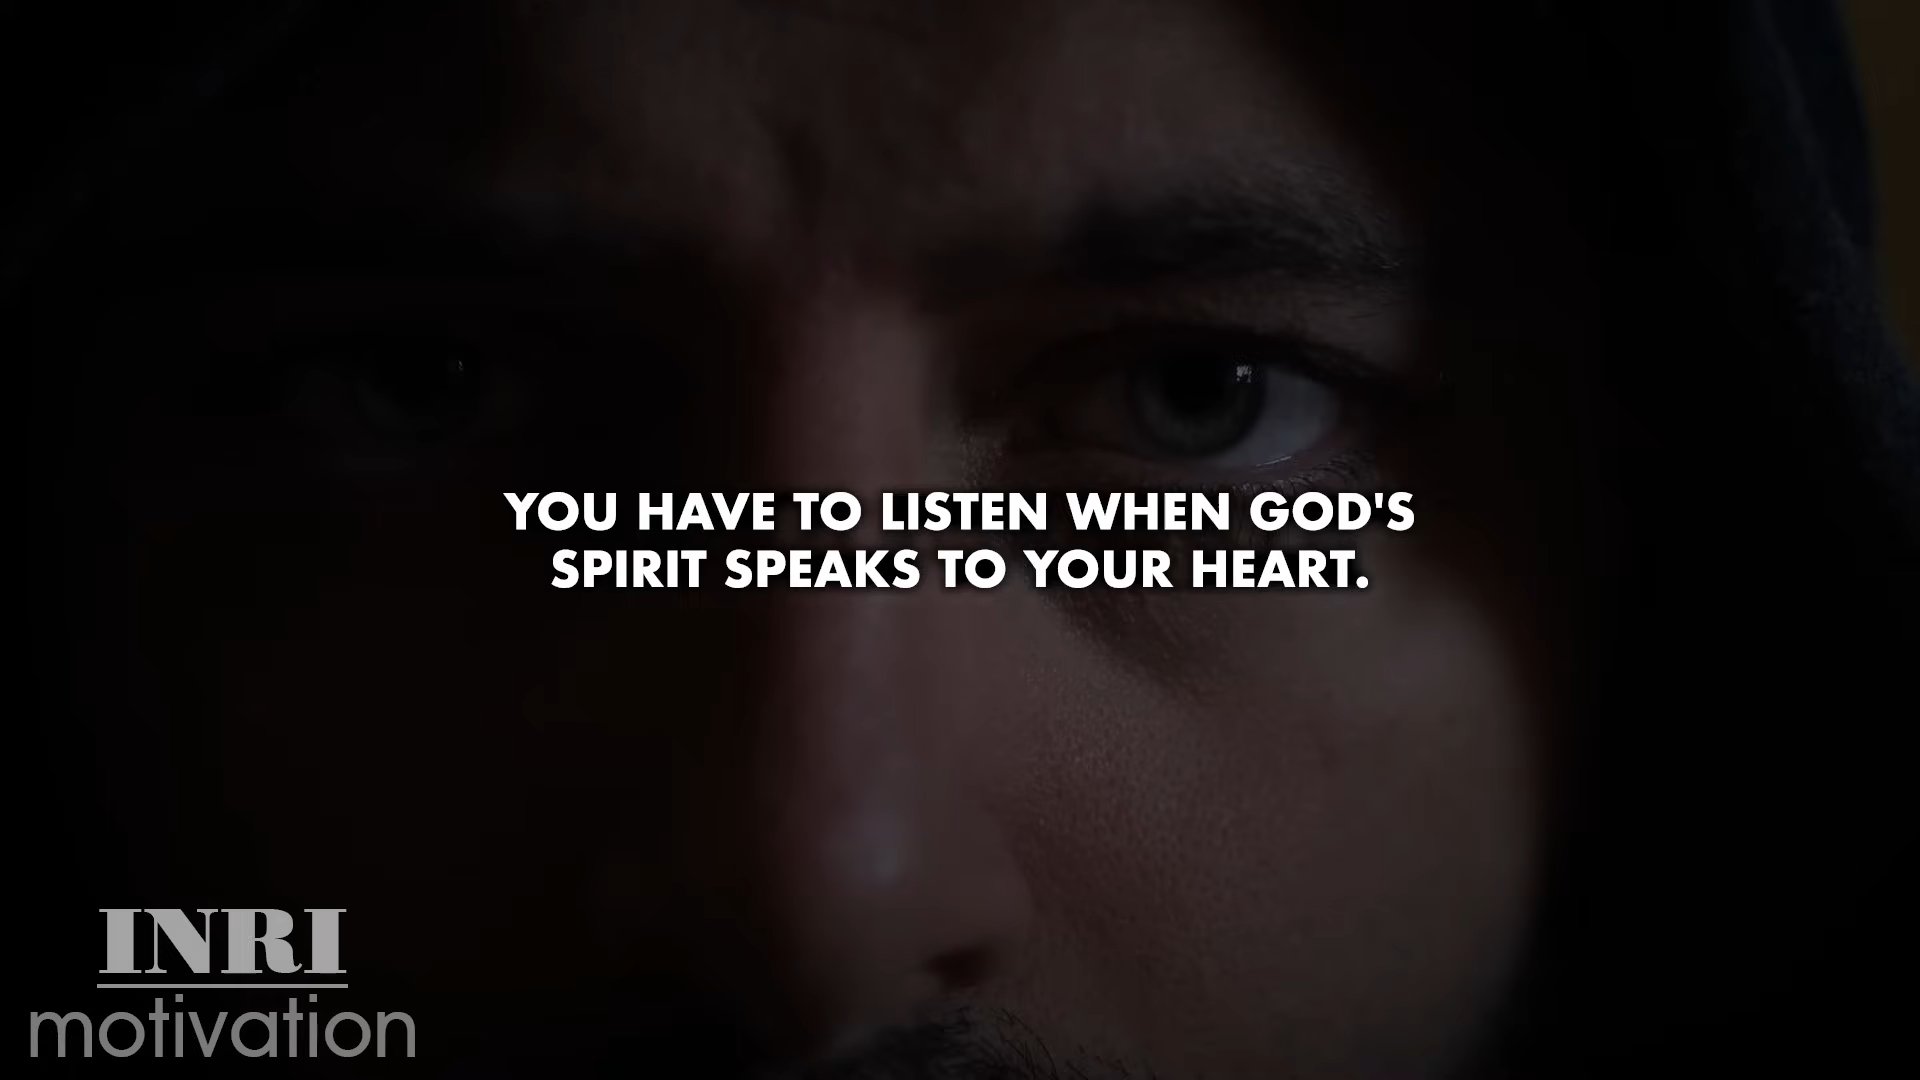 YOU HAVE TO LISTEN WHEN GOD'S
SPIRIT SPEAKS TO YOUR HEART.
INRI
motivation